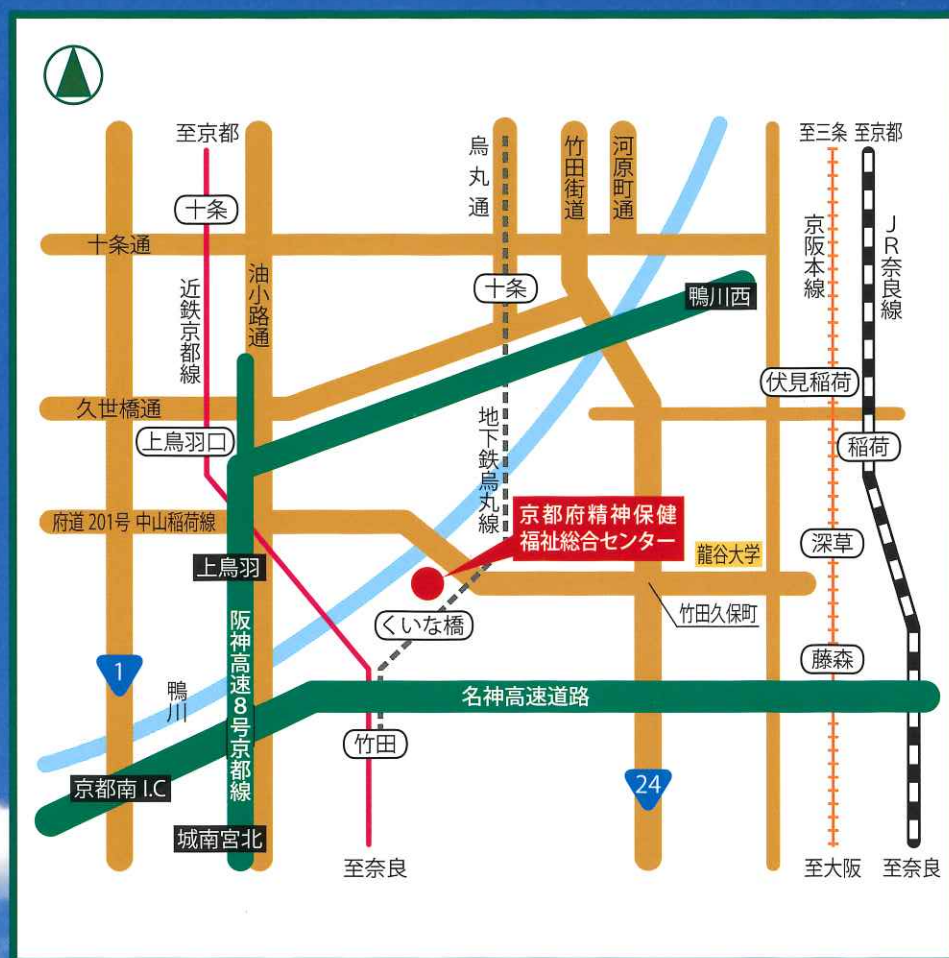 至京都
烏丸通
竹田街道
河原町通
至三条
至京都
十条
十条通
油小路通
近鉄京都線
十条
鴨川西
京阪本線
JR奈良線
伏見稲荷
久世橋通
上鳥羽口
地下鉄烏丸線
稲荷
府道201号 中山稲荷線
京都府精神保健
福祉総合センター
龍谷大学
深草
上鳥羽
くいな橋
竹田久保町
阪神高速8号京都線
藤森
1
鴨川
名神高速道路
竹田
京都南I.C
24
城南宮北
至奈良
至大阪
至奈良